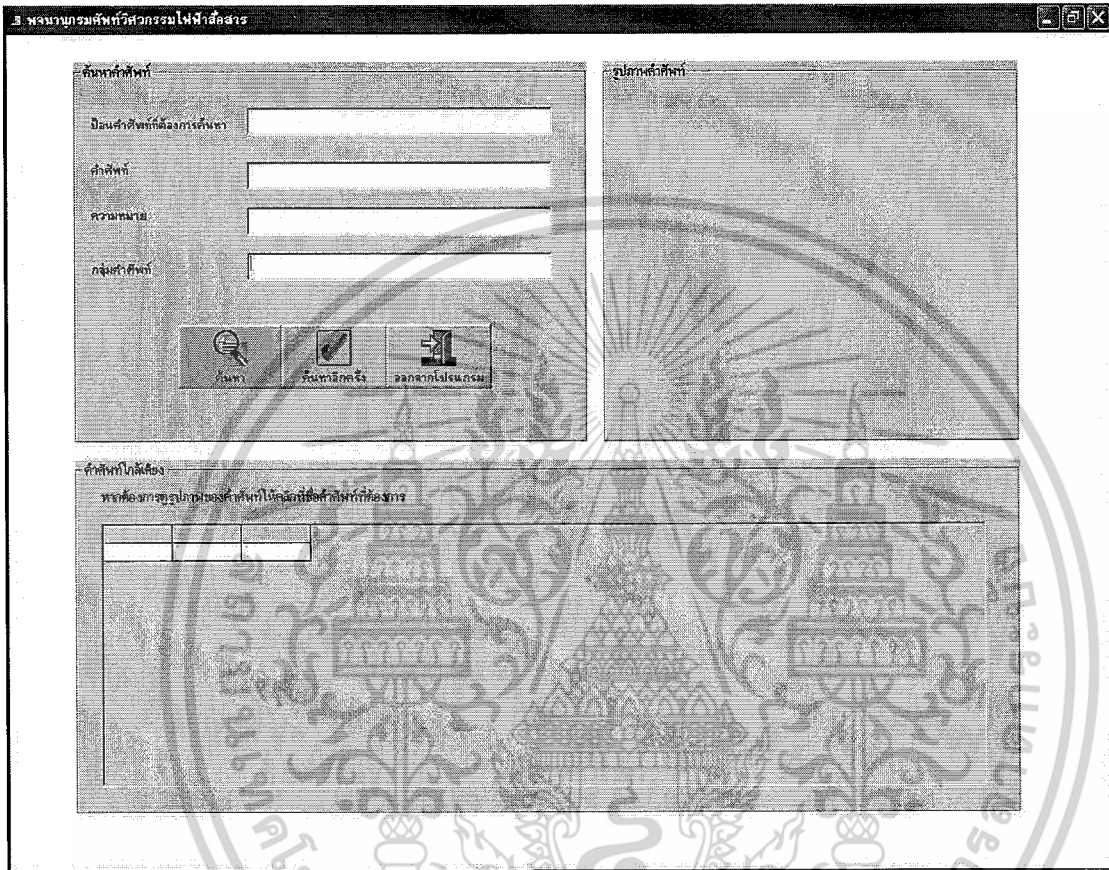 พจนานุกรมศัพท์วิศวกรรมไฟฟ้าสื่อสาร
ค้นหาคำศัพท์
ป้อนคำศัพท์ที่ต้องการค้นหา
คำศัพท์
ความหมาย
กลุ่มคำศัพท์
ค้นหา
ค้นหาอีกครั้ง
ออกจากโปรแกรม
รูปภาพคำศัพท์
คำศัพท์ใกล้เคียง
หากต้องการดูรูปภาพของคำศัพท์ให้คลิกที่ชื่อคำศัพท์ที่ต้องการ